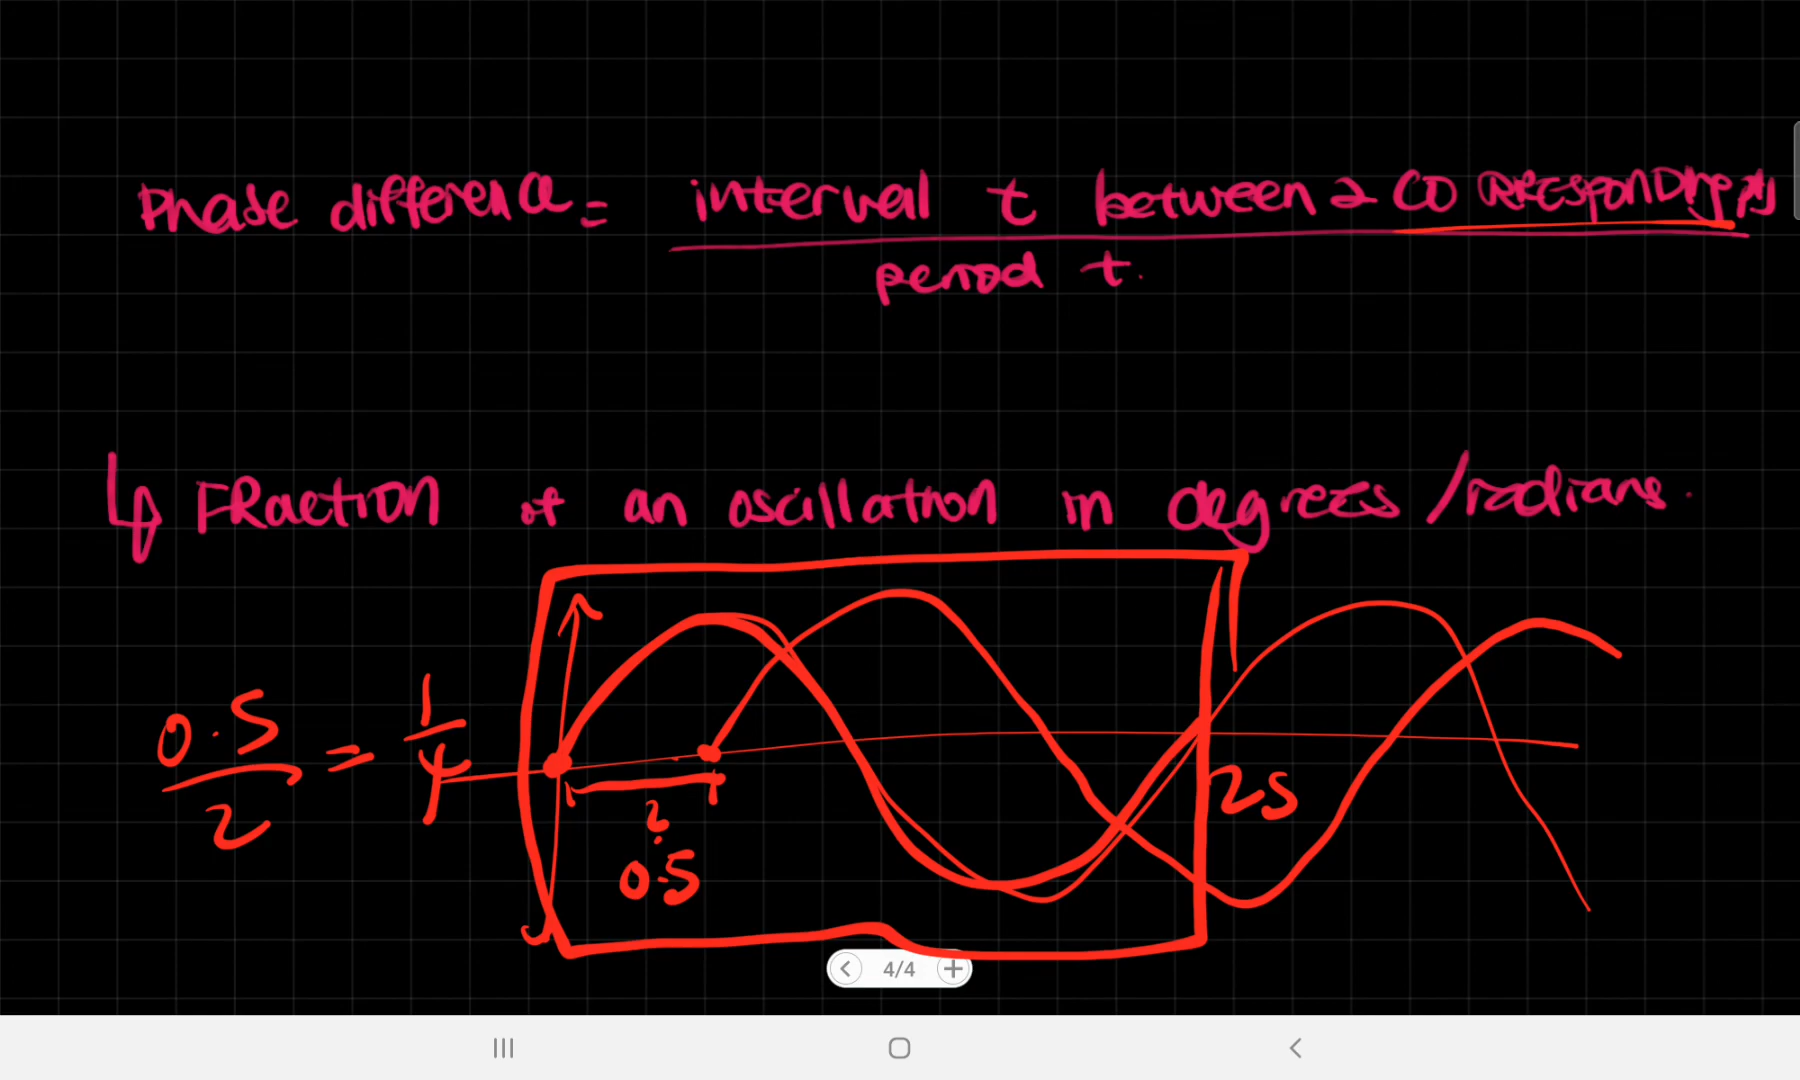 Phase difference = interval t between 2 corresponding pts
period t.
↳ Fraction of an oscillation in degrees/radians.
0.5 = 1
2 4
2s
?
0.5
4/4